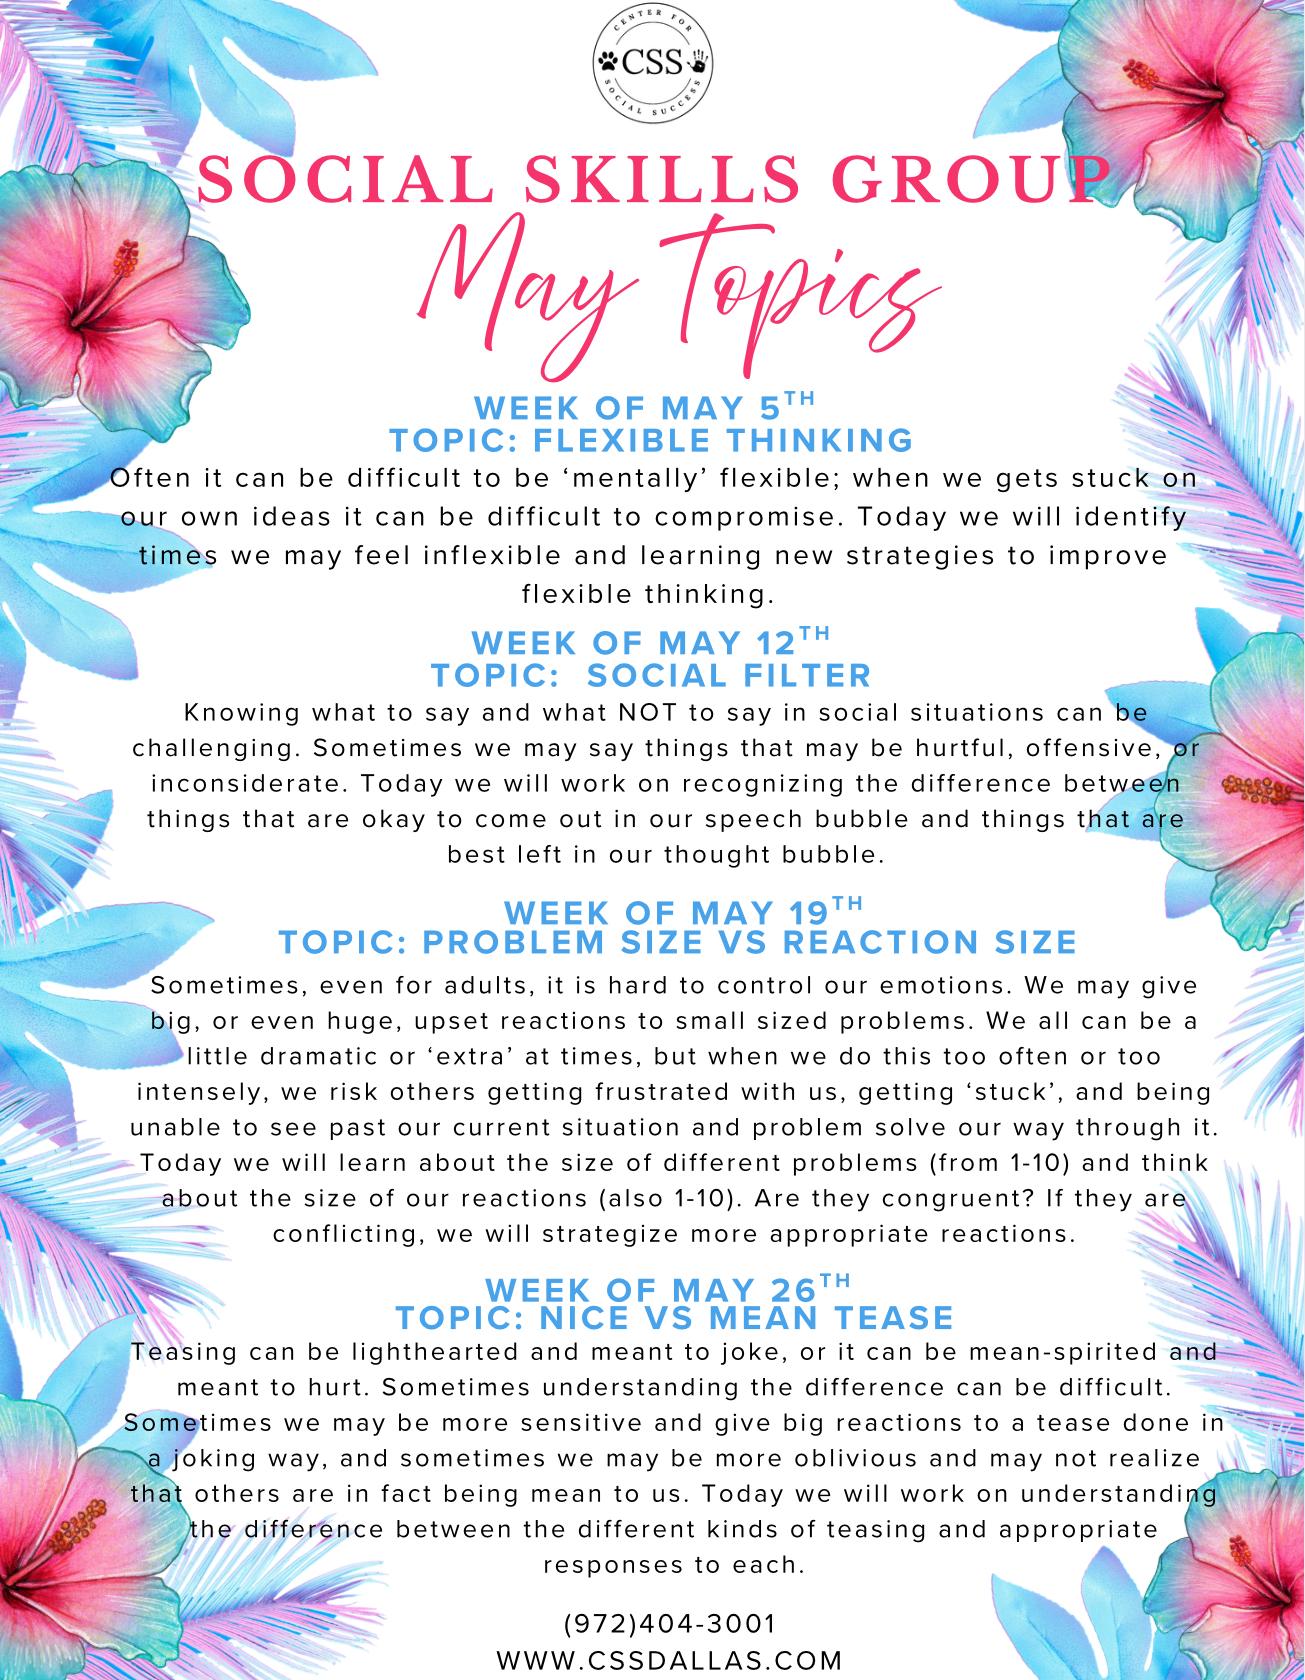 CENTER FOR
CSS
SOCIAL SUCCESS
SOCIAL SKILLS GROUP
May Topics
WEEK OF MAY 5TH
TOPIC: FLEXIBLE THINKING
Often it can be difficult to be ‘mentally’ flexible; when we gets stuck on
our own ideas it can be difficult to compromise. Today we will identify
times we may feel inflexible and learning new strategies to improve
flexible thinking.
WEEK OF MAY 12TH
TOPIC: SOCIAL FILTER
Knowing what to say and what NOT to say in social situations can be
challenging. Sometimes we may say things that may be hurtful, offensive, or
inconsiderate. Today we will work on recognizing the difference between
things that are okay to come out in our speech bubble and things that are
best left in our thought bubble.
WEEK OF MAY 19TH
TOPIC: PROBLEM SIZE VS REACTION SIZE
Sometimes, even for adults, it is hard to control our emotions. We may give
big, or even huge, upset reactions to small sized problems. We all can be a
little dramatic or ‘extra’ at times, but when we do this too often or too
intensely, we risk others getting frustrated with us, getting ‘stuck’, and being
unable to see past our current situation and problem solve our way through it.
Today we will learn about the size of different problems (from 1-10) and think
about the size of our reactions (also 1-10). Are they congruent? If they are
conflicting, we will strategize more appropriate reactions.
WEEK OF MAY 26TH
TOPIC: NICE VS MEAN TEASE
Teasing can be lighthearted and meant to joke, or it can be mean-spirited and
meant to hurt. Sometimes understanding the difference can be difficult.
Sometimes we may be more sensitive and give big reactions to a tease done in
a joking way, and sometimes we may be more oblivious and may not realize
that others are in fact being mean to us. Today we will work on understanding
the difference between the different kinds of teasing and appropriate
responses to each.
(972)404-3001
WWW.CSSDALLAS.COM